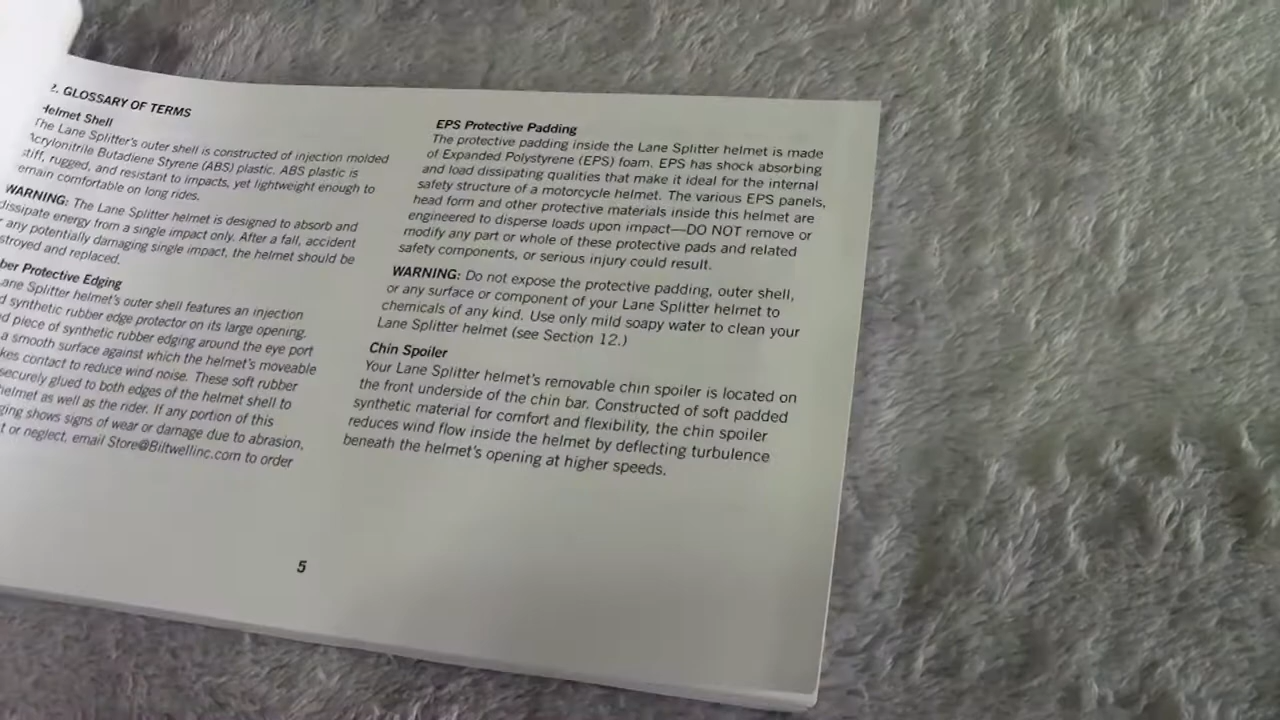 2. GLOSSARY OF TERMS
Helmet Shell
The Lane Splitter's outer shell is constructed of injection molded
Acrylonitrile Butadiene Styrene (ABS) plastic. ABS plastic is
stiff, rugged, and resistant to impacts, yet lightweight enough to
remain comfortable on long rides.
WARNING: The Lane Splitter helmet is designed to absorb and
dissipate energy from a single impact only. After a fall, accident
any potentially damaging single impact, the helmet should be
stroyed and replaced.
ber Protective Edging
ane Splitter helmet's outer shell features an injection
d synthetic rubber edge protector on its large opening.
d piece of synthetic rubber edging around the eye port
a smooth surface against which the helmet's moveable
kes contact to reduce wind noise. These soft rubber
securely glued to both edges of the helmet shell to
helmet as well as the rider. If any portion of this
ging shows signs of wear or damage due to abrasion,
t or neglect, email Store@Biltwellinc.com to order
EPS Protective Padding
The protective padding inside the Lane Splitter helmet is made
of Expanded Polystyrene (EPS) foam. EPS has shock absorbing
and load dissipating qualities that make it ideal for the internal
safety structure of a motorcycle helmet. The various EPS panels,
head form and other protective materials inside this helmet are
engineered to disperse loads upon impact—DO NOT remove or
modify any part or whole of these protective pads and related
safety components, or serious injury could result.
WARNING: Do not expose the protective padding, outer shell,
or any surface or component of your Lane Splitter helmet to
chemicals of any kind. Use only mild soapy water to clean your
Lane Splitter helmet (see Section 12.)
Chin Spoiler
Your Lane Splitter helmet's removable chin spoiler is located on
the front underside of the chin bar. Constructed of soft padded
synthetic material for comfort and flexibility, the chin spoiler
reduces wind flow inside the helmet by deflecting turbulence
beneath the helmet's opening at higher speeds.
5